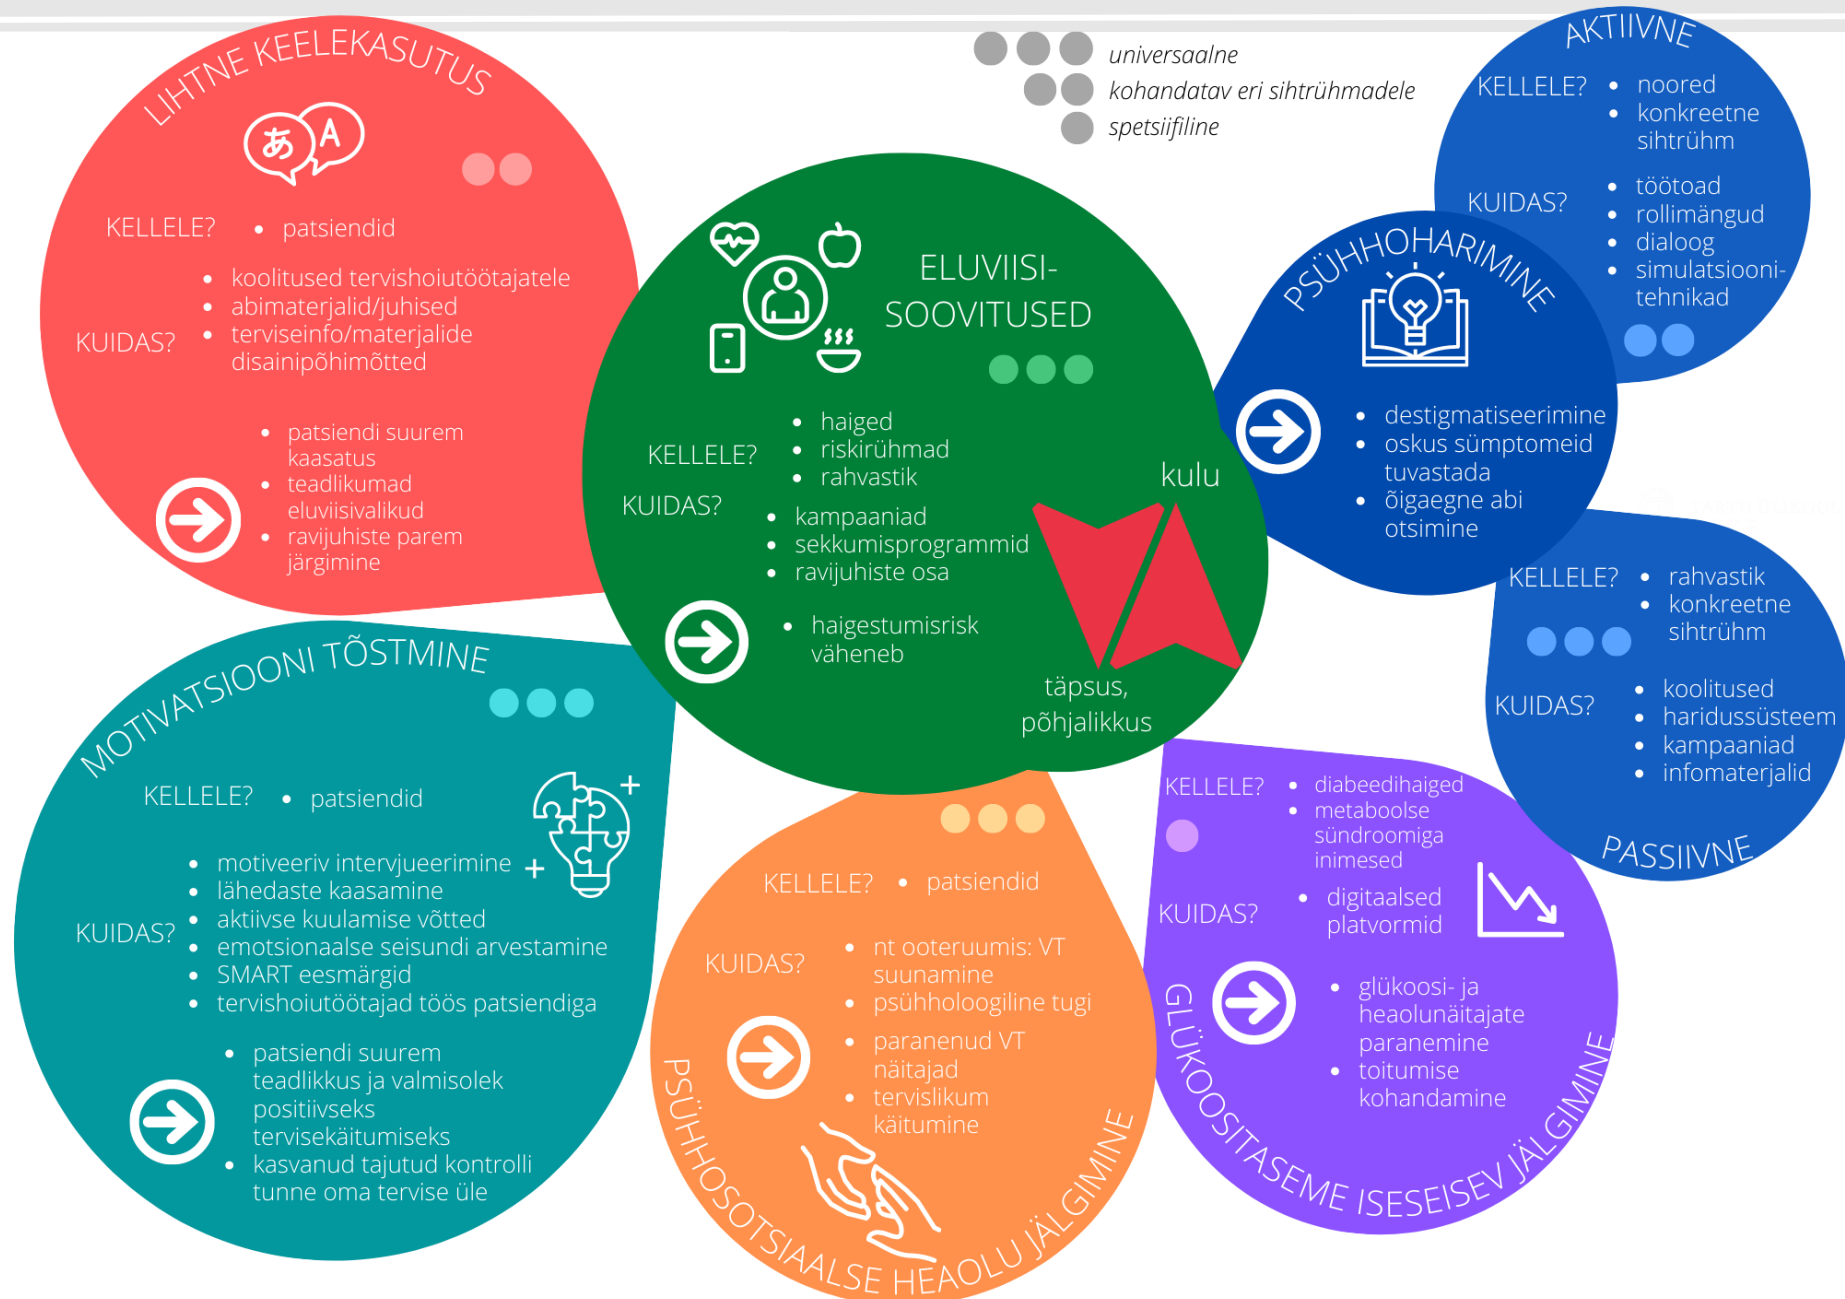 LIHTNE KEELEKASUTUS
あ A
KELLELE?
• patsiendid
KUIDAS?
• koolitused tervishoiutöötajatele
• abimaterjalid/juhised
• terviseinfo/materjalide
disainipõhimõtted
• patsiendi suurem
kaasatus
• teadlikumad
eluviisivalikud
• ravijuhiste parem
järgimine
universaalne
kohandatav eri sihtrühmadele
spetsiifiline
ELUVIISI-
SOOVITUSED
KELLELE?
• haiged
• riskirühmad
• rahvastik
KUIDAS?
• kampaaniad
• sekkumisprogrammid
• ravijuhiste osa
• haigestumisrisk
väheneb
kulu
täpsus,
põhjalikkus
AKTIIVNE
KELLELE?
• noored
• konkreetne
sihtrühm
KUIDAS?
• töötoad
• rollimängud
• dialoog
• simulatsiooni-
tehnikad
PSÜHHOHARIMINE
• destigmatiseerimine
• oskus sümptomeid
tuvastada
• õigaegne abi
otsimine
KELLELE?
• rahvastik
• konkreetne
sihtrühm
KUIDAS?
• koolitused
• haridussüsteem
• kampaaniad
• infomaterjalid
PASSIIVNE
MOTIVATSIOONI TÕSTMINE
KELLELE?
• patsiendid
KUIDAS?
• motiveeriv intervjueerimine
• lähedaste kaasamine
• aktiivse kuulamise võtted
• emotsionaalse seisundi arvestamine
• SMART eesmärgid
• tervishoiutöötajad töös patsiendiga
• patsiendi suurem
teadlikkus ja valmisolek
positiivseks
tervisekäitumiseks
• kasvanud tajutud kontrolli
tunne oma tervise üle
KELLELE?
• patsiendid
KUIDAS?
• nt ooteruumis: VT
suunamine
• psühholoogiline tugi
• paranenud VT
näitajad
• tervislikum
käitumine
PSÜHHOSOTSIAALSE HEAOLU JÄLGIMINE
KELLELE?
• diabeedihaiged
• metaboolse
sündroomiga
inimesed
KUIDAS?
• digitaalsed
platvormid
• glükoosi- ja
heaolunäitajate
paranemine
• toitumise
kohandamine
GLÜKOOSITASEME ISESEISEV JÄLGIMINE